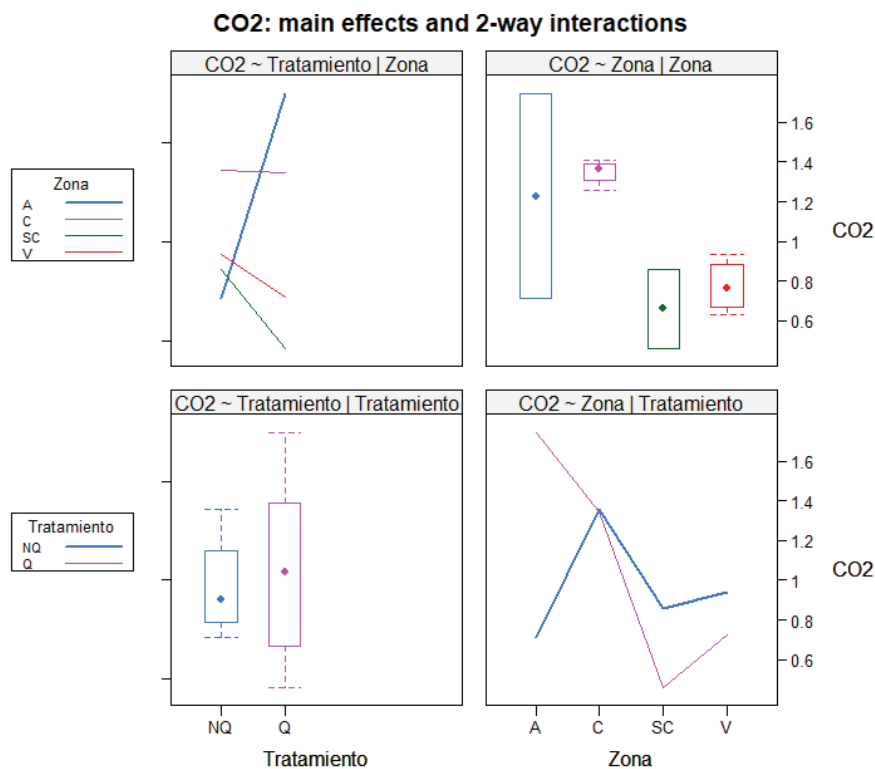 CO2: main effects and 2-way interactions
CO2 ~ Tratamiento | Zona
CO2 ~ Zona | Zona
Zona
A
C
SC
V
1.6
1.4
1.2
1
0.8
0.6
CO2
CO2 ~ Tratamiento | Tratamiento
CO2 ~ Zona | Tratamiento
Tratamiento
NQ
Q
1.6
1.4
1.2
1
0.8
0.6
CO2
NQ Q
A C SC V
Tratamiento
Zona